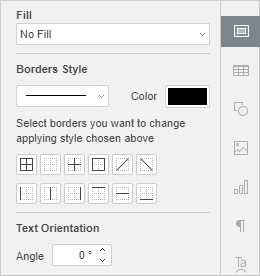 Fill
No Fill
Borders Style
Color
Select borders you want to change
applying style chosen above
Text Orientation
Angle 0 °
Ta